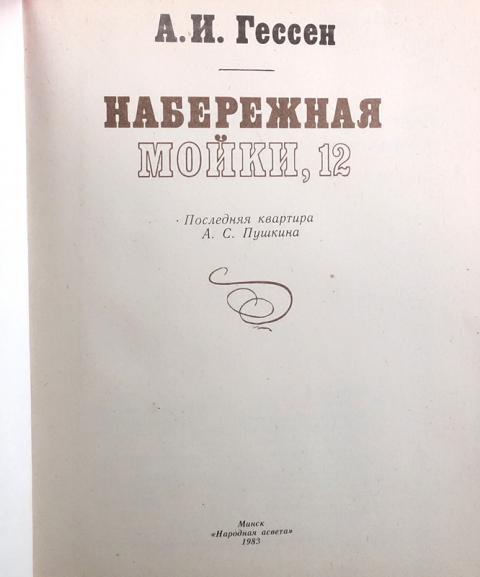 А. И. Гессен
НАБЕРЕЖНАЯ
МОЙКИ, 12
Последняя квартира
А. С. Пушкина
Минск
«Народная асвета»
1983